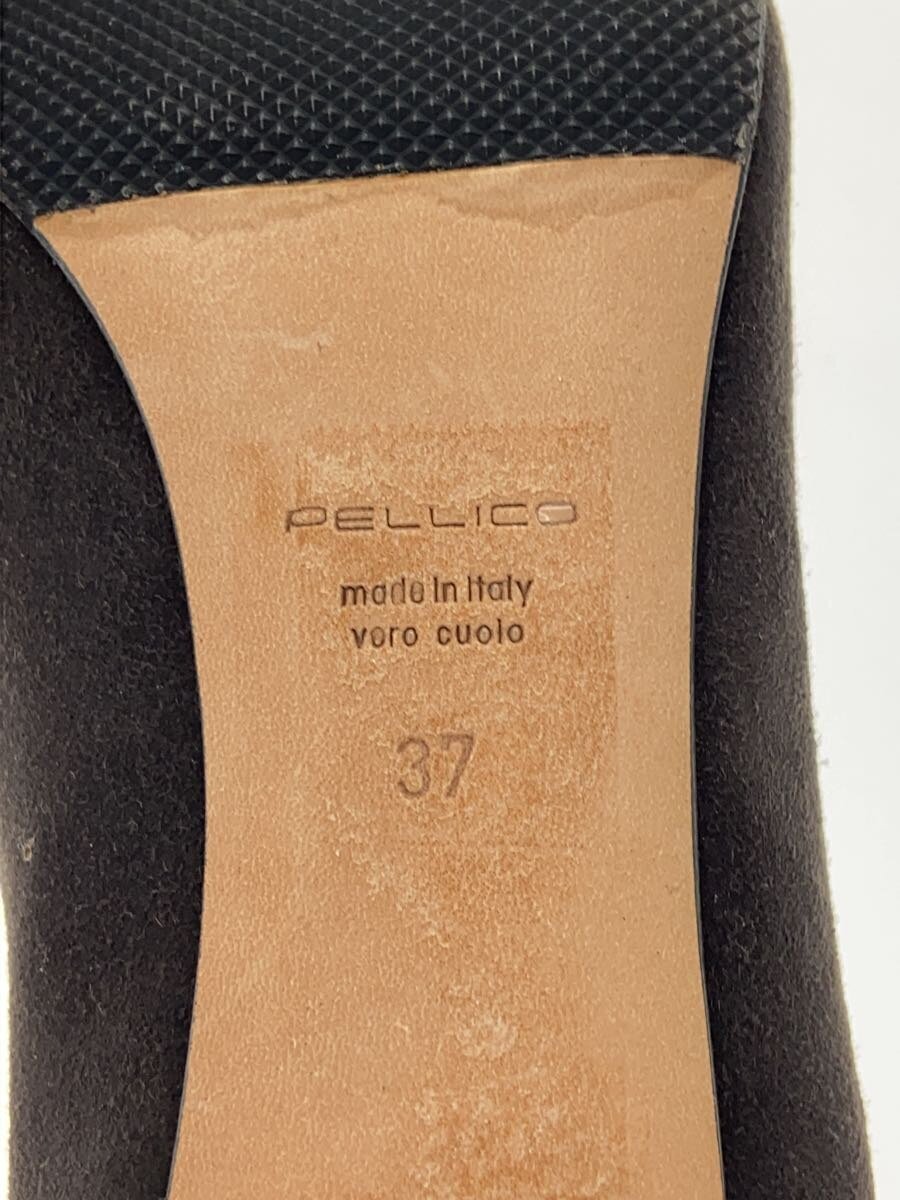 PELLICO
made in Italy
vero cuoio
37